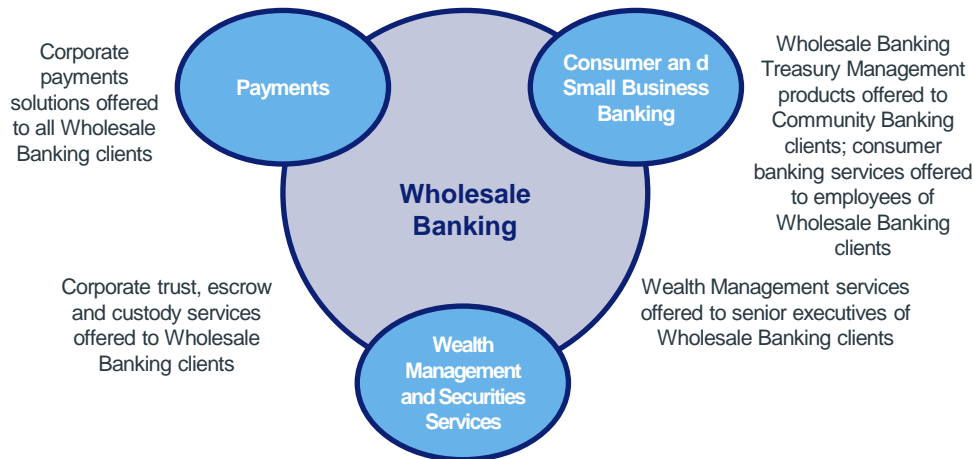 Corporate
payments
solutions offered
to all Wholesale
Banking clients
Payments
Consumer an d
Small Business
Banking
Wholesale Banking
Treasury Management
products offered to
Community Banking
clients; consumer
banking services offered
to employees of
Wholesale Banking
clients
Wholesale
Banking
Corporate trust, escrow
and custody services
offered to Wholesale
Banking clients
Wealth
Management
and Securities
Services
Wealth Management services
offered to senior executives of
Wholesale Banking clients